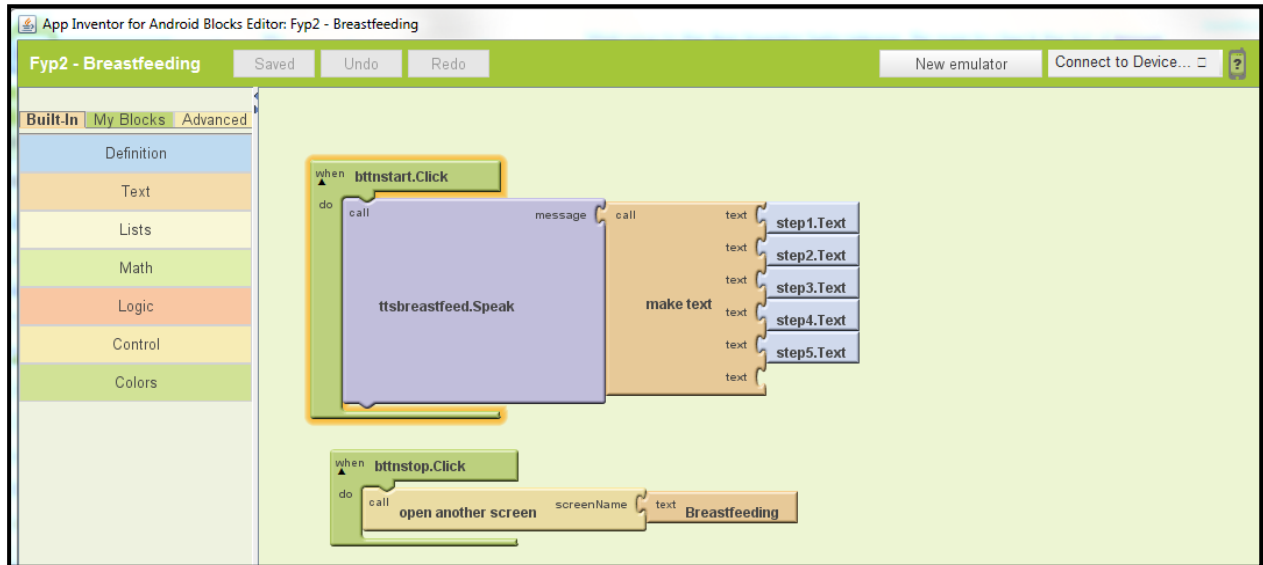 App Inventor for Android Blocks Editor: Fyp2 - Breastfeeding
Fyp2 - Breastfeeding Saved Undo Redo New emulator Connect to Device... ?
Built-In My Blocks Advanced
Definition
Text
Lists
Math
Logic
Control
Colors
when bttnstart.Click
do call message call text step1.Text
text step2.Text
text step3.Text
ttsbreastfeed.Speak make text text step4.Text
text step5.Text
text
when bttnstop.Click
do call open another screen screenName text Breastfeeding